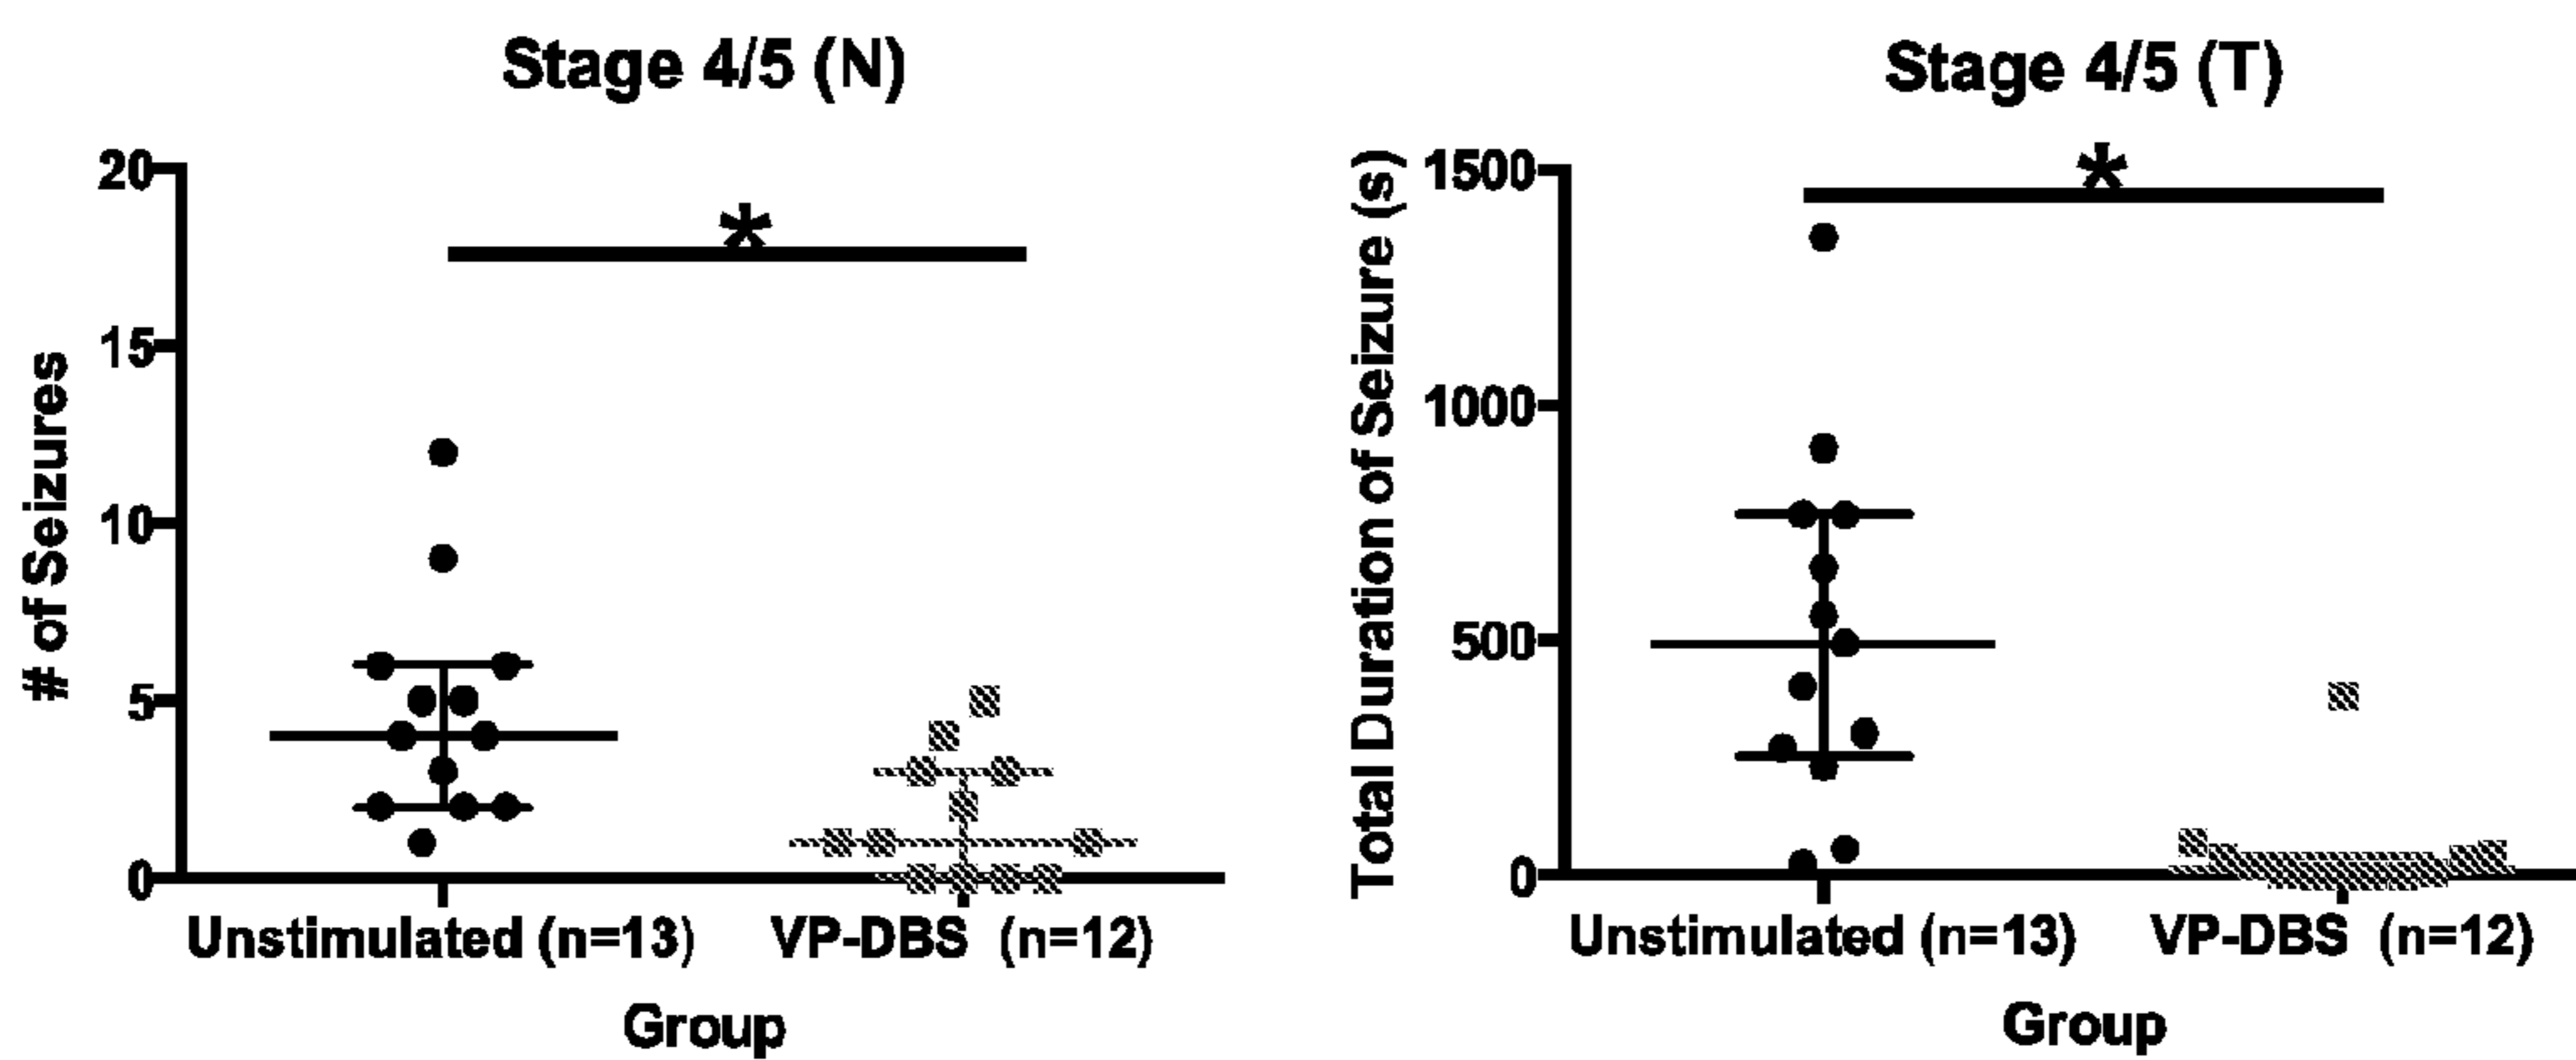 Stage 4/5 (N)
*
# of Seizures
20
15
10
5
0
Unstimulated (n=13) VP-DBS (n=12)
Group
Stage 4/5 (T)
*
Total Duration of Seizure (s)
1500
1000
500
0
Unstimulated (n=13) VP-DBS (n=12)
Group